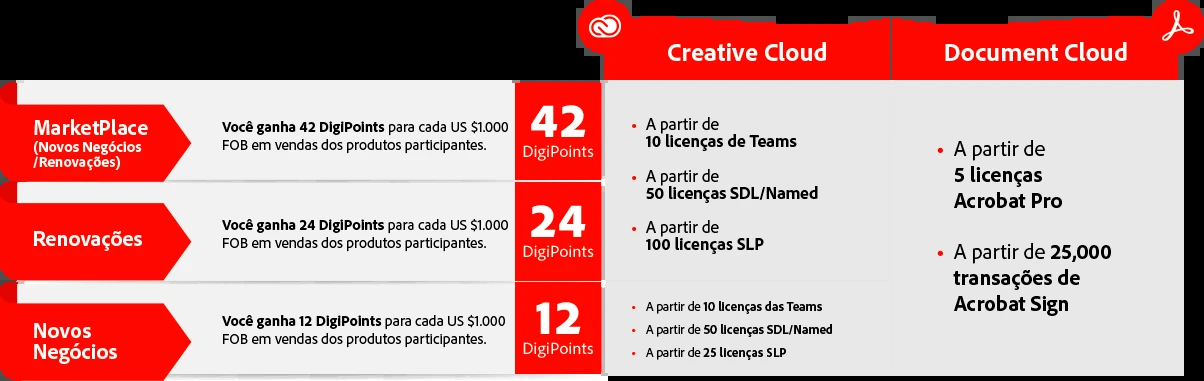 Creative Cloud
Document Cloud
MarketPlace
(Novos Negócios
/Renovações)
Você ganha 42 DigiPoints para cada US $1.000
FOB em vendas dos produtos participantes.
42
DigiPoints
Renovações
Você ganha 24 DigiPoints para cada US $1.000
FOB em vendas dos produtos participantes.
24
DigiPoints
• A partir de
10 licenças de Teams
• A partir de
50 licenças SDL/Named
• A partir de
100 licenças SLP
Novos
Negócios
Você ganha 12 DigiPoints para cada US $1.000
FOB em vendas dos produtos participantes.
12
DigiPoints
• A partir de 10 licenças das Teams
• A partir de 50 licenças SDL/Named
• A partir de 25 licenças SLP
• A partir de
5 licenças
Acrobat Pro
• A partir de 25,000
transações de
Acrobat Sign